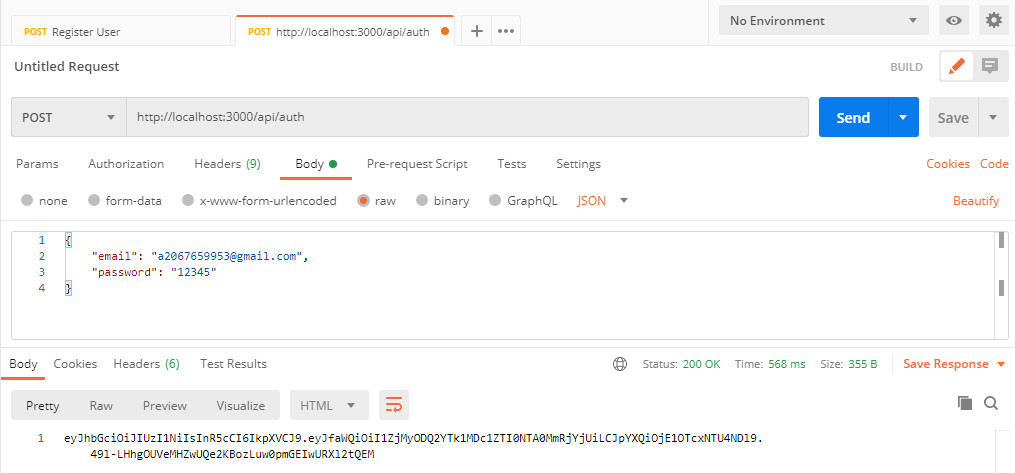 POST Register User
POST http://localhost:3000/api/auth
No Environment
Untitled Request
BUILD
POST http://localhost:3000/api/auth Send Save
Params Authorization Headers (9) Body Pre-request Script Tests Settings Cookies Code
none form-data x-www-form-urlencoded raw binary GraphQL JSON Beautify
1 {
2 "email": "a2067659953@gmail.com",
3 "password": "12345"
4 }
Body Cookies Headers (6) Test Results Status: 200 OK Time: 568 ms Size: 355 B Save Response
Pretty Raw Preview Visualize HTML
1 eyJhbGciOiJIUzI1NiIsInR5cCI6IkpXVCJ9.eyJfaWQiOiI1ZjMyODQ2YTk1MDc1ZTI0NTA0MmRjYjUiLCJpYXQiOjE1OTcxNTU4NDl9.
49l-LHhgOUVeMHZwUQe2KBozLuw0pmGEIwURXl2tQEM